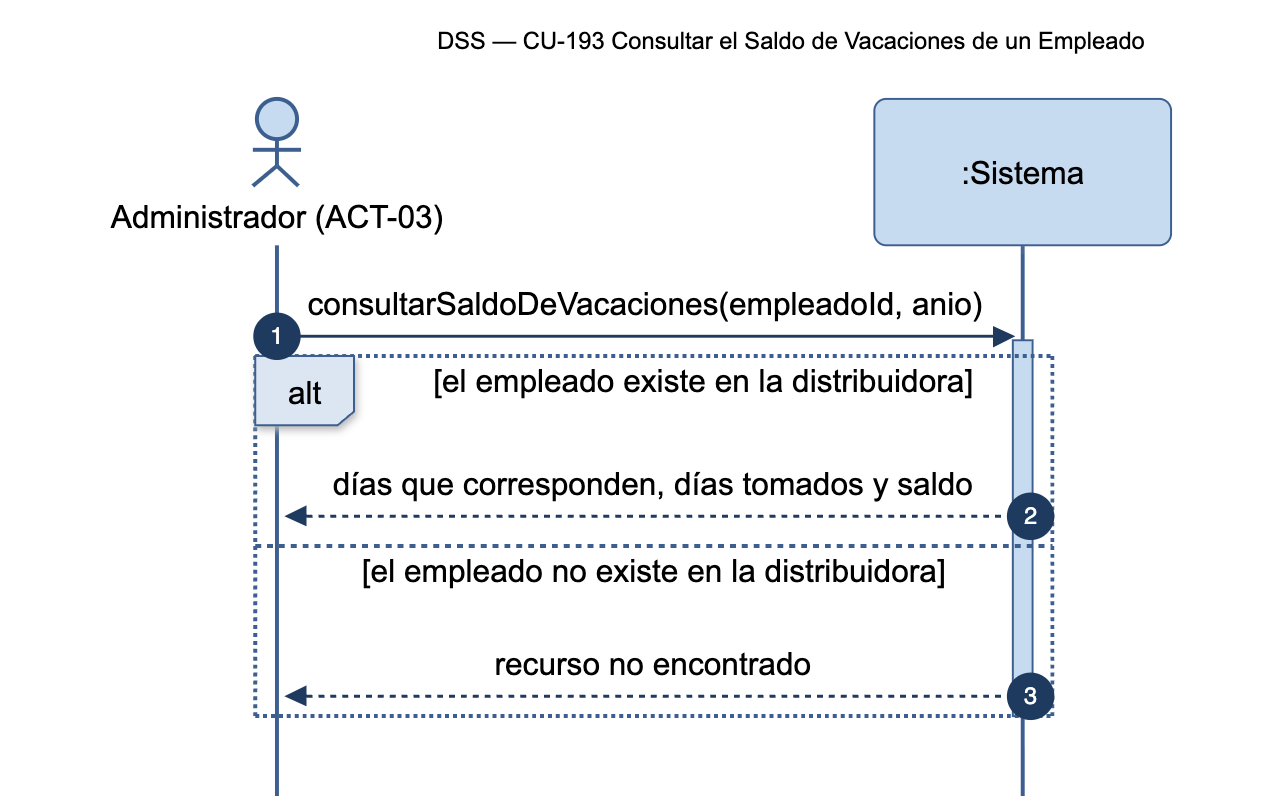 DSS — CU-193 Consultar el Saldo de Vacaciones de un Empleado
:Sistema
Administrador (ACT-03)
consultarSaldoDeVacaciones(empleadoId, anio)
1
alt
[el empleado existe en la distribuidora]
días que corresponden, días tomados y saldo
2
[el empleado no existe en la distribuidora]
recurso no encontrado
3